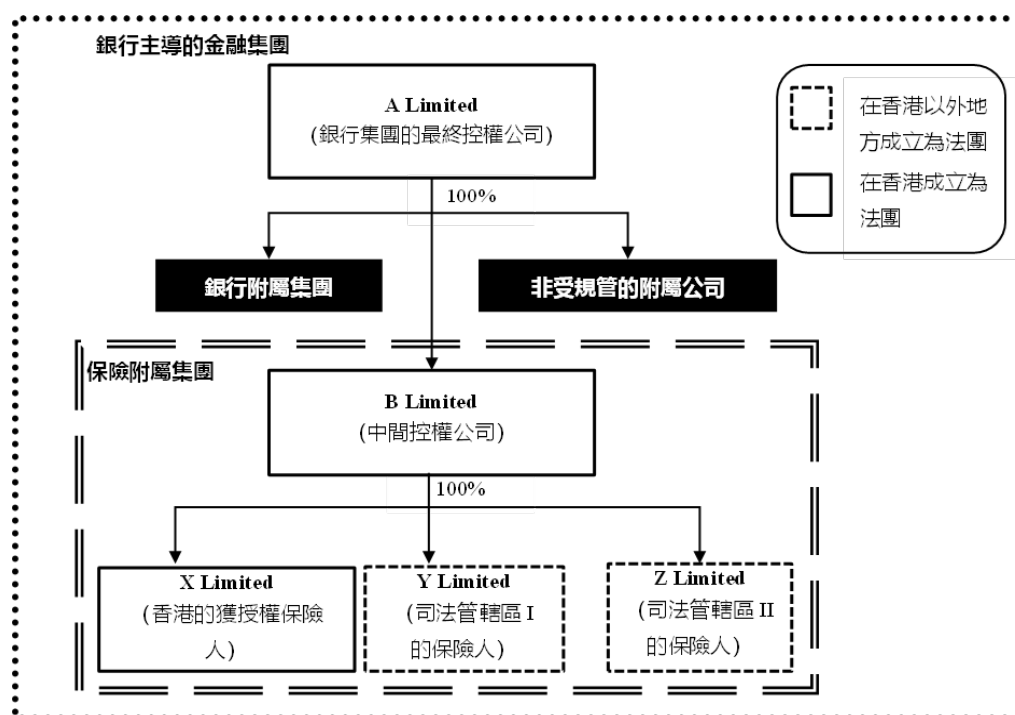 銀行主導的金融集團
A Limited
(銀行集團的最終控權公司)
在香港以外地
方成立為法團
在香港成立為
法團
100%
銀行附屬集團
非受規管的附屬公司
保險附屬集團
B Limited
(中間控權公司)
100%
X Limited
(香港的獲授權保險
人)
Y Limited
(司法管轄區 I
的保險人)
Z Limited
(司法管轄區 II
的保險人)